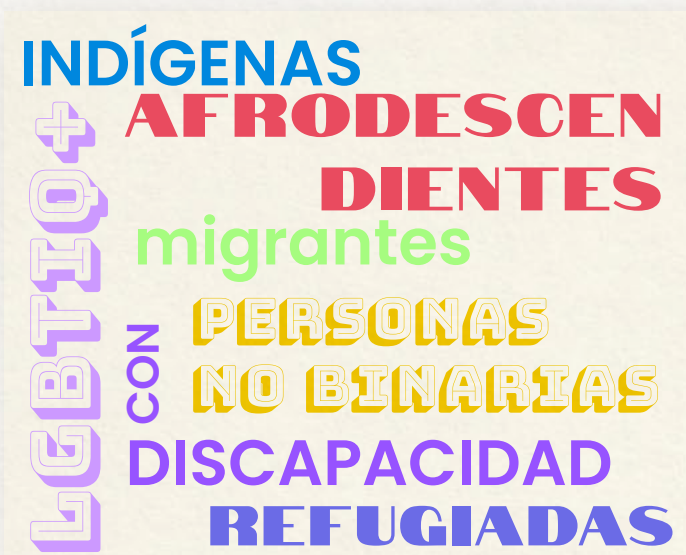 INDÍGENAS
AFRODESCEN
DIENTES
LGBTIQ+
migrantes
PERSONAS
NO BINARIAS
CON
DISCAPACIDAD
REFUGIADAS